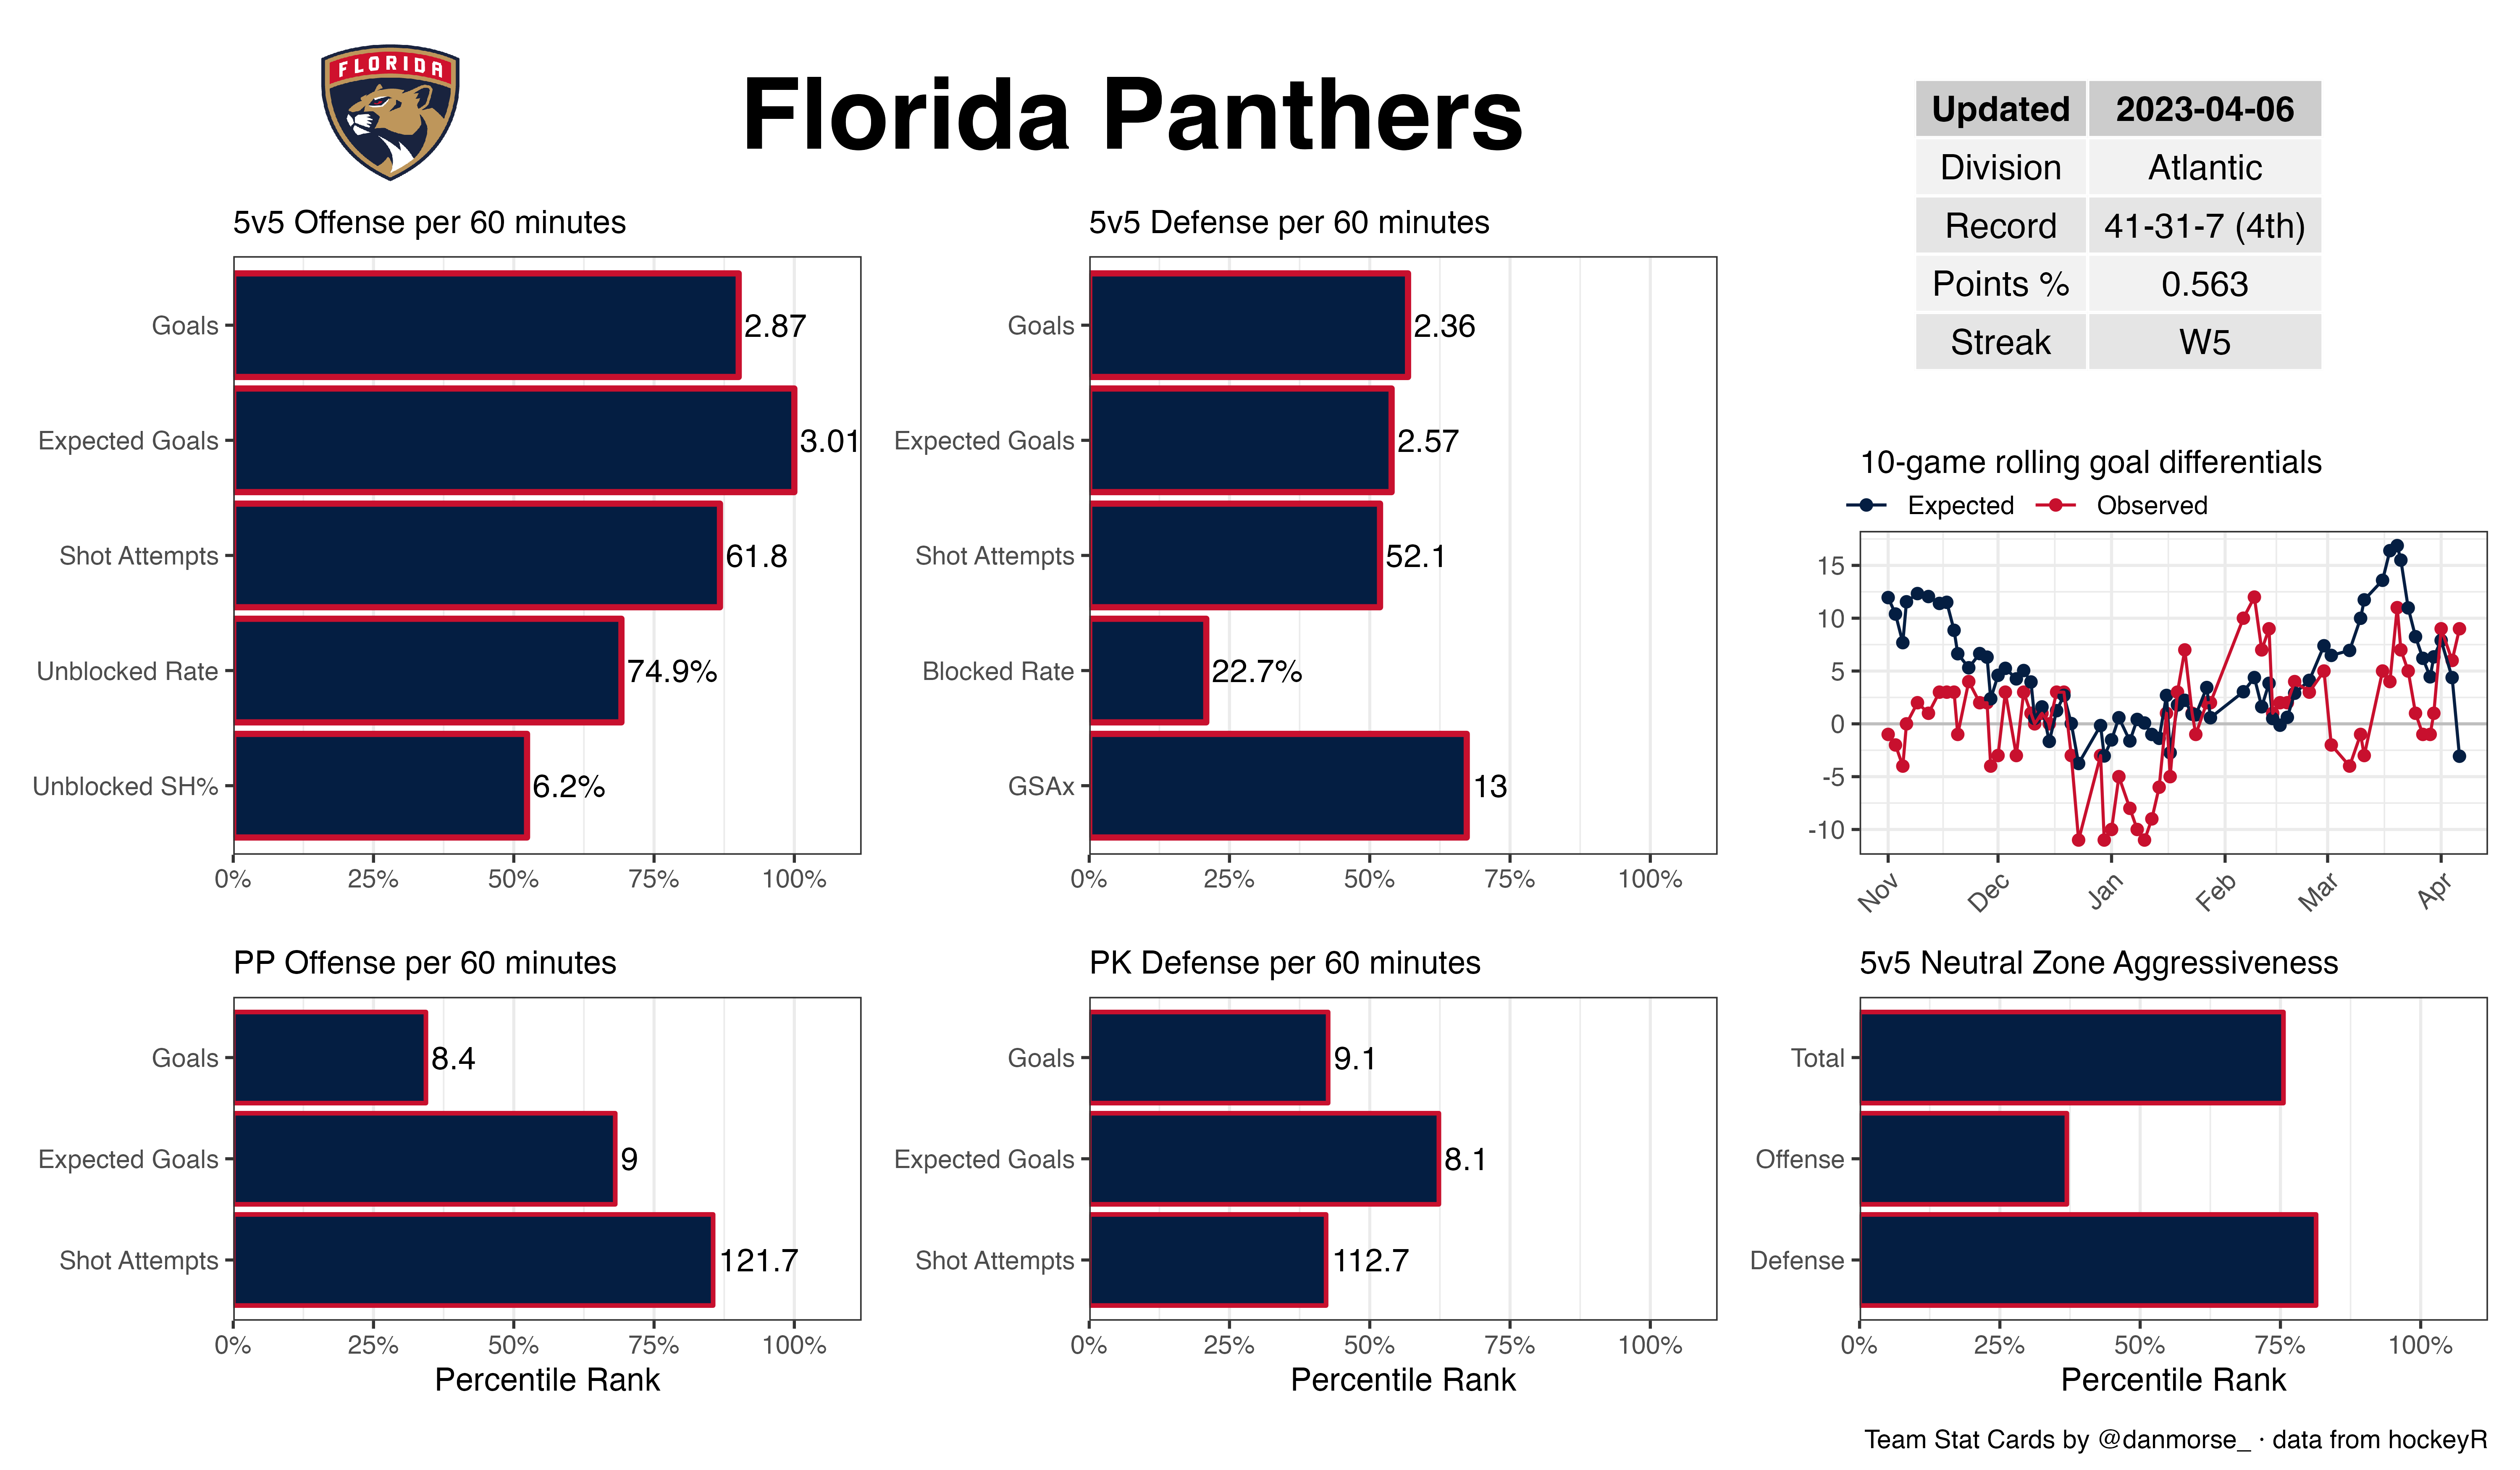 FLORIDA
Florida Panthers
Updated 2023-04-06
Division Atlantic
Record 41-31-7 (4th)
Points % 0.563
Streak W5
5v5 Offense per 60 minutes
Goals 2.87
Expected Goals 3.01
Shot Attempts 61.8
Unblocked Rate 74.9%
Unblocked SH% 6.2%
0% 25% 50% 75% 100%
5v5 Defense per 60 minutes
Goals 2.36
Expected Goals 2.57
Shot Attempts 52.1
Blocked Rate 22.7%
GSAx 13
0% 25% 50% 75% 100%
10-game rolling goal differentials
Expected Observed
15
10
5
0
-5
-10
Nov Dec Jan Feb Mar Apr
PP Offense per 60 minutes
Goals 8.4
Expected Goals 9
Shot Attempts 121.7
0% 25% 50% 75% 100%
Percentile Rank
PK Defense per 60 minutes
Goals 9.1
Expected Goals 8.1
Shot Attempts 112.7
0% 25% 50% 75% 100%
Percentile Rank
5v5 Neutral Zone Aggressiveness
Total
Offense
Defense
0% 25% 50% 75% 100%
Percentile Rank
Team Stat Cards by @danmorse_ · data from hockeyR